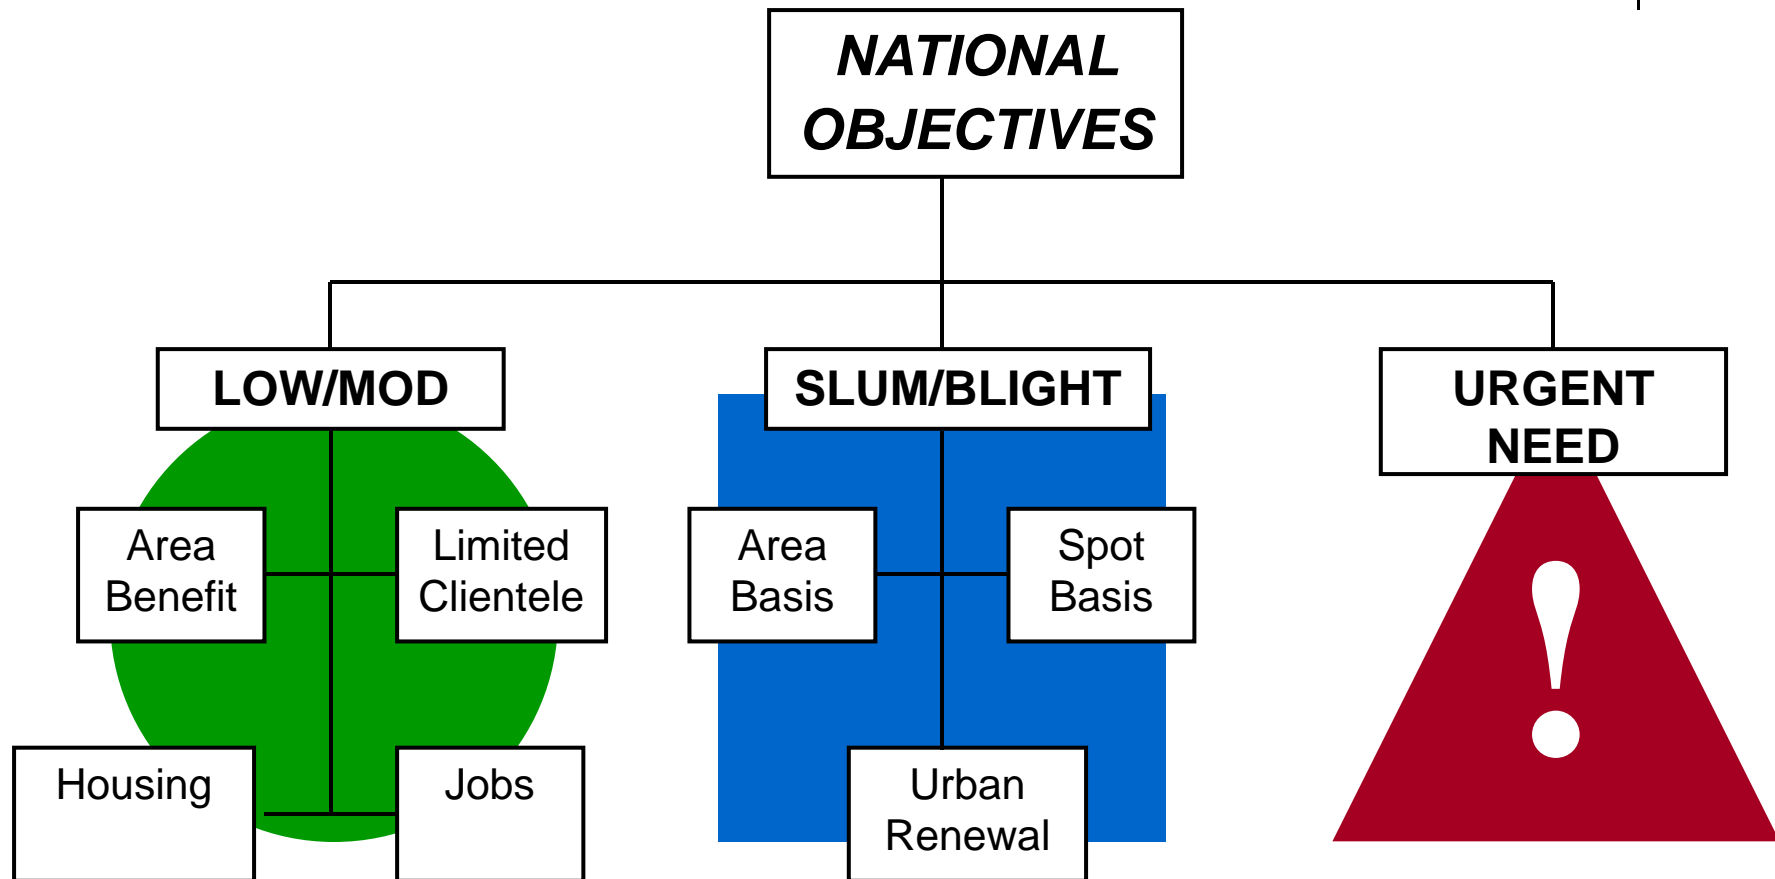 NATIONAL
OBJECTIVES
LOW/MOD
SLUM/BLIGHT
URGENT
NEED
Area
Benefit
Limited
Clientele
Area
Basis
Spot
Basis
!
Housing
Jobs
Urban
Renewal